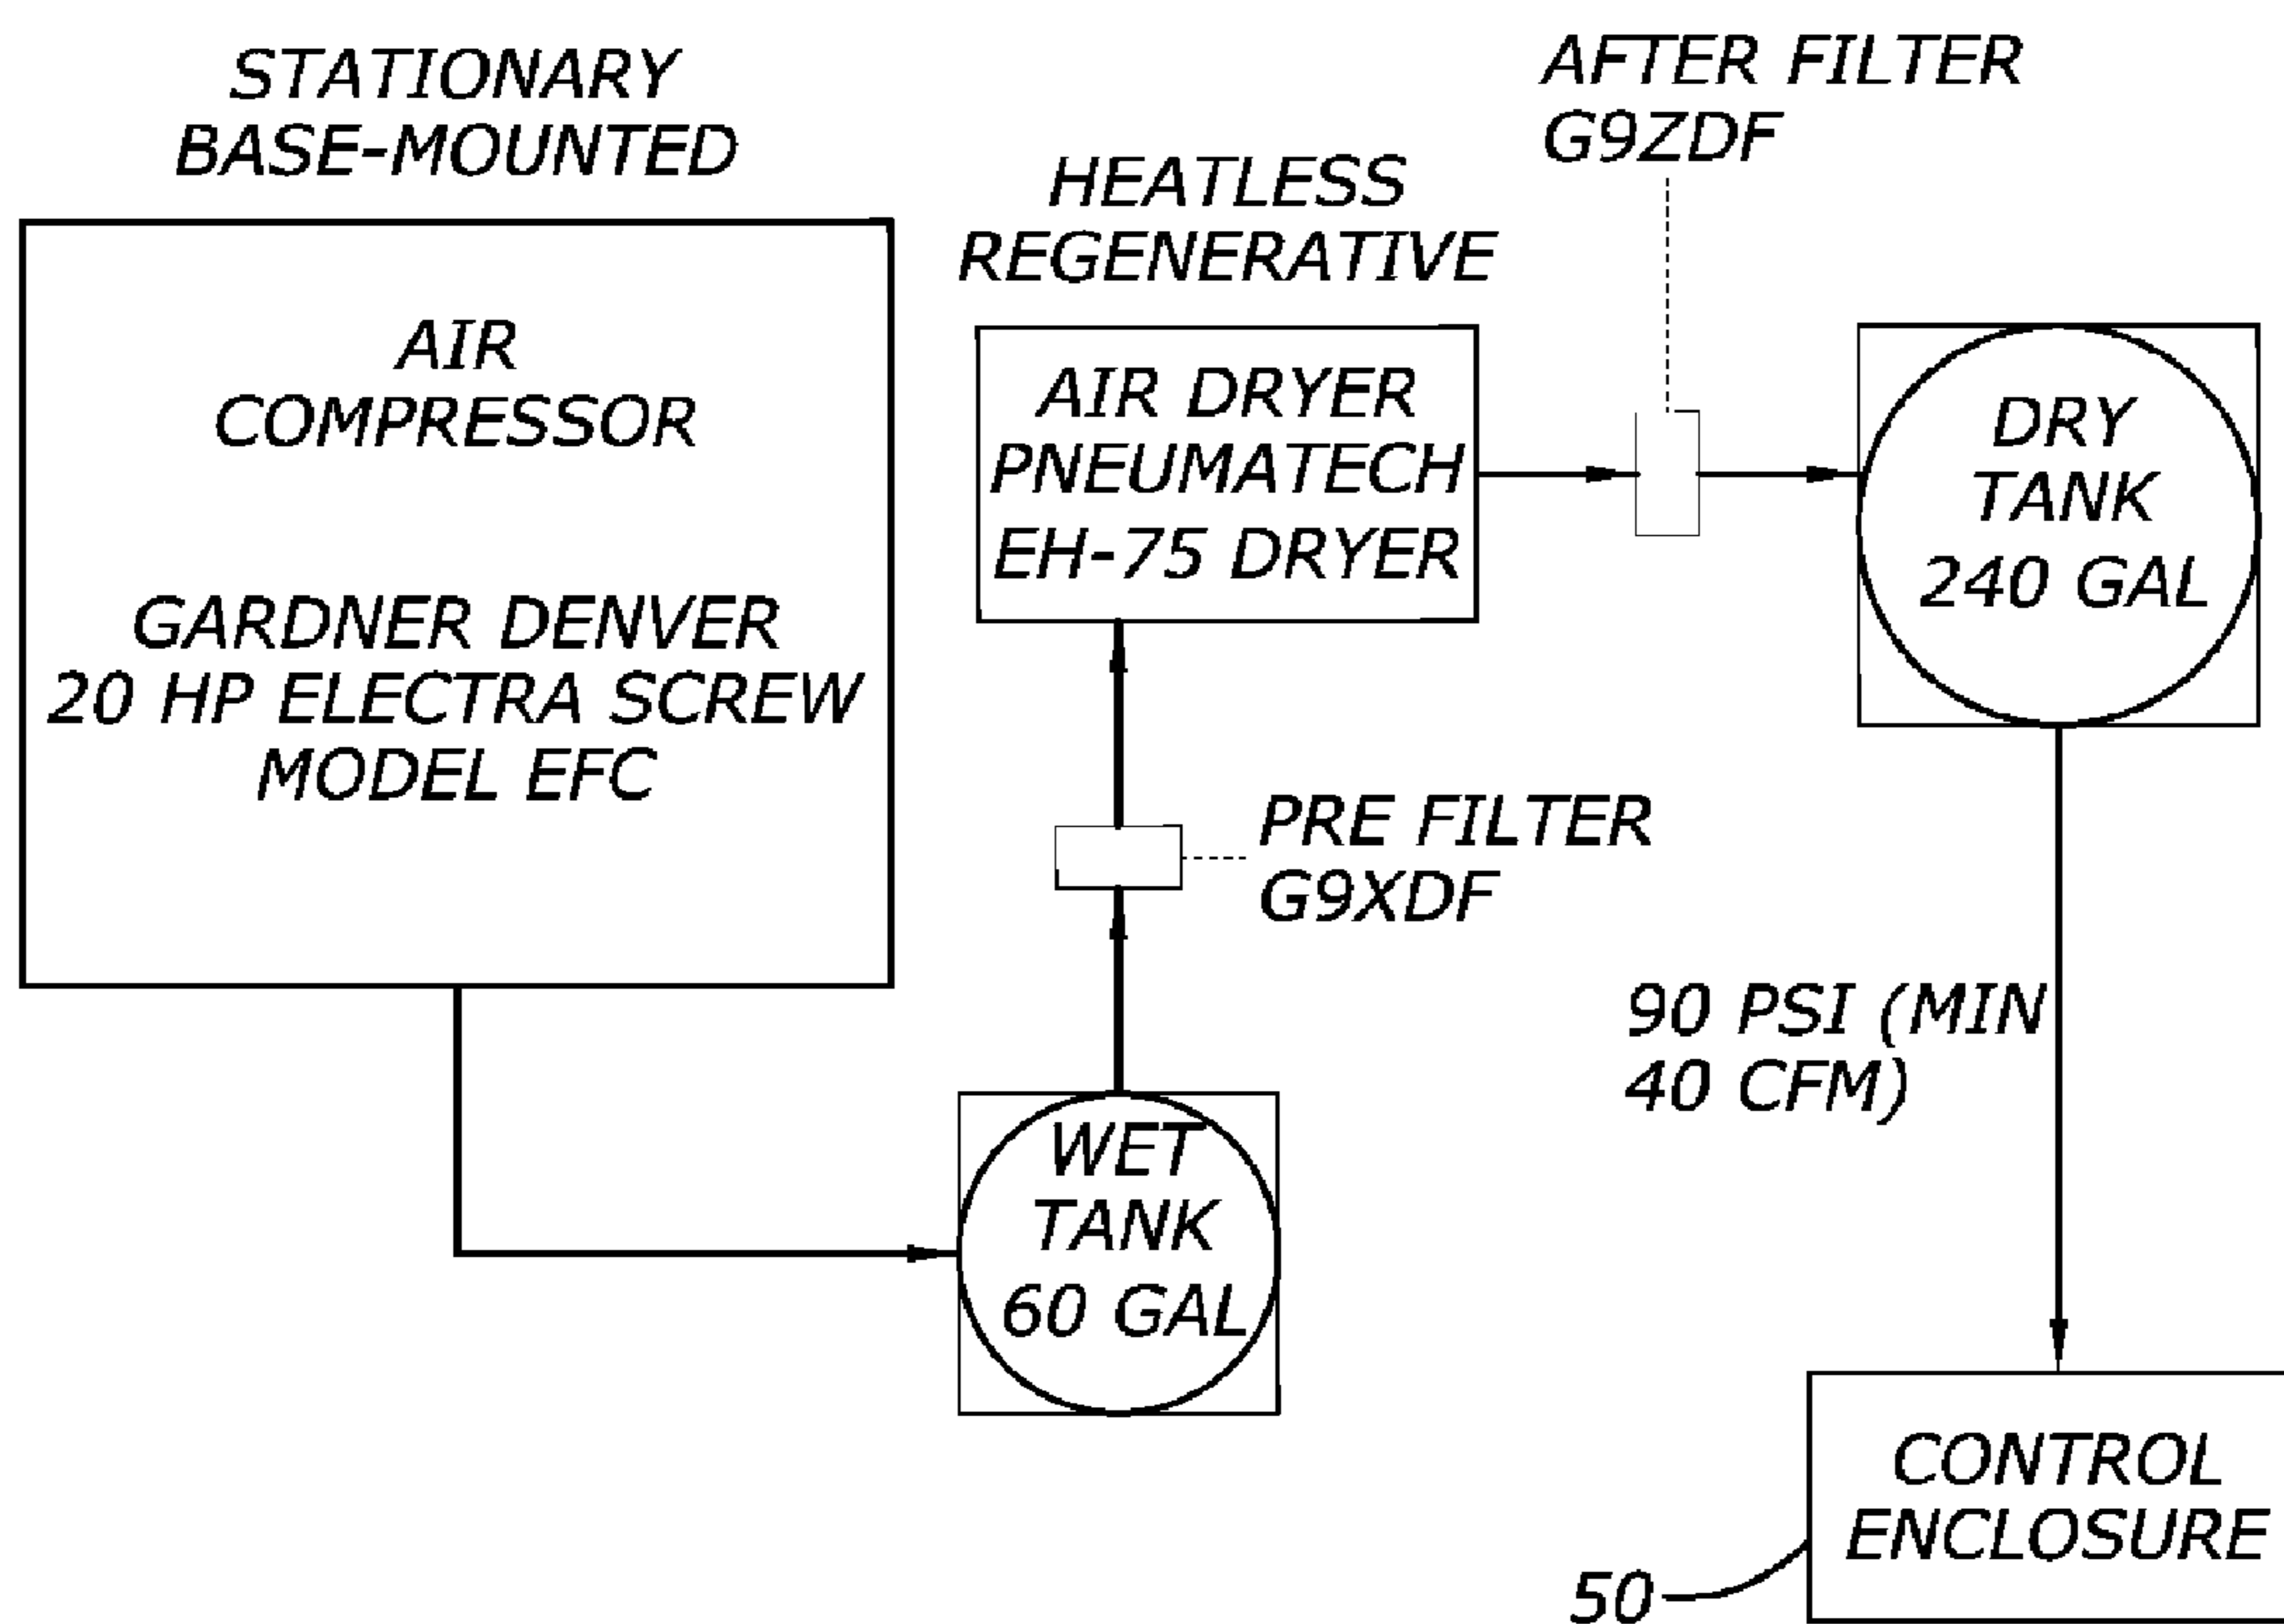 STATIONARY
BASE-MOUNTED
AIR
COMPRESSOR
GARDNER DENVER
20 HP ELECTRA SCREW
MODEL EFC
HEATLESS
REGENERATIVE
AIR DRYER
PNEUMATECH
EH-75 DRYER
AFTER FILTER
G9ZDF
DRY
TANK
240 GAL
PRE FILTER
G9XDF
WET
TANK
60 GAL
90 PSI (MIN
40 CFM)
CONTROL
ENCLOSURE
50